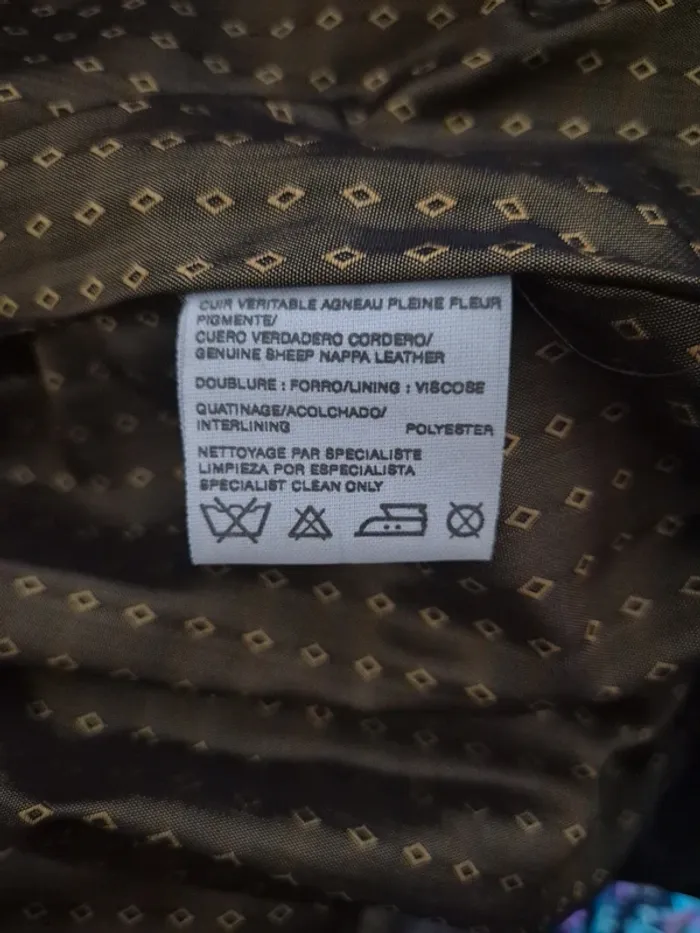 CUIR VERITABLE AGNEAU PLEINE FLEUR
PIGMENTE/
CUERO VERDADERO CORDERO/
GENUINE SHEEP NAPPA LEATHER
DOUBLURE : FORRO/LINING : VISCOSE
QUATINAGE/ACOLCHADO/
INTERLINING POLYESTER
NETTOYAGE PAR SPECIALISTE
LIMPIEZA POR ESPECIALISTA
SPECIALIST CLEAN ONLY